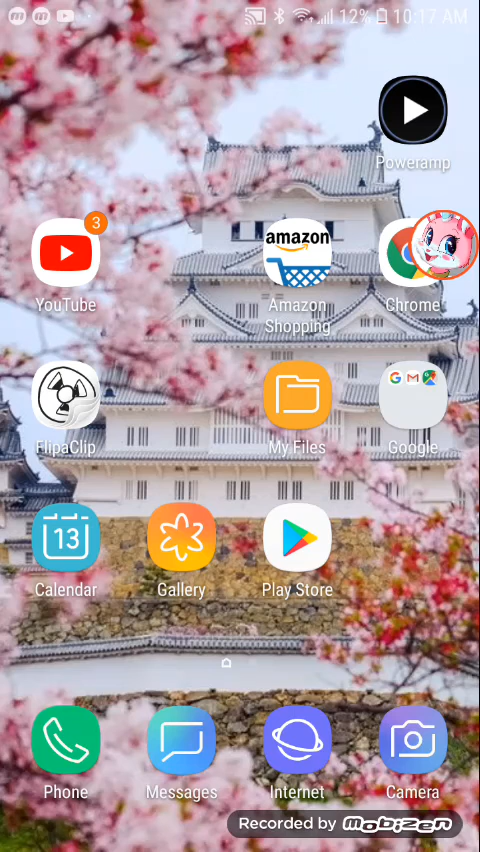 12% 10:17 AM
Poweramp
3
YouTube
amazon
Amazon
Shopping
Chrome
FlipaClip
My Files
G M
Google
13
Calendar
Gallery
Play Store
Phone
Messages
Internet
Camera
Recorded by mobizen